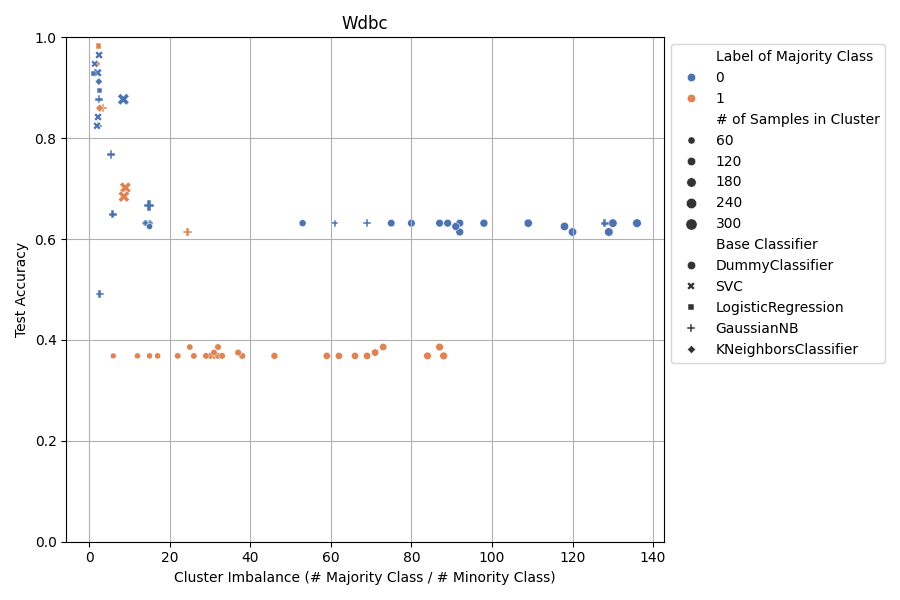 Wdbc
Test Accuracy
1.0
0.8
0.6
0.4
0.2
0.0
0 20 40 60 80 100 120 140
Cluster Imbalance (# Majority Class / # Minority Class)
Label of Majority Class
0
1
# of Samples in Cluster
60
120
180
240
300
Base Classifier
DummyClassifier
SVC
LogisticRegression
GaussianNB
KNeighborsClassifier